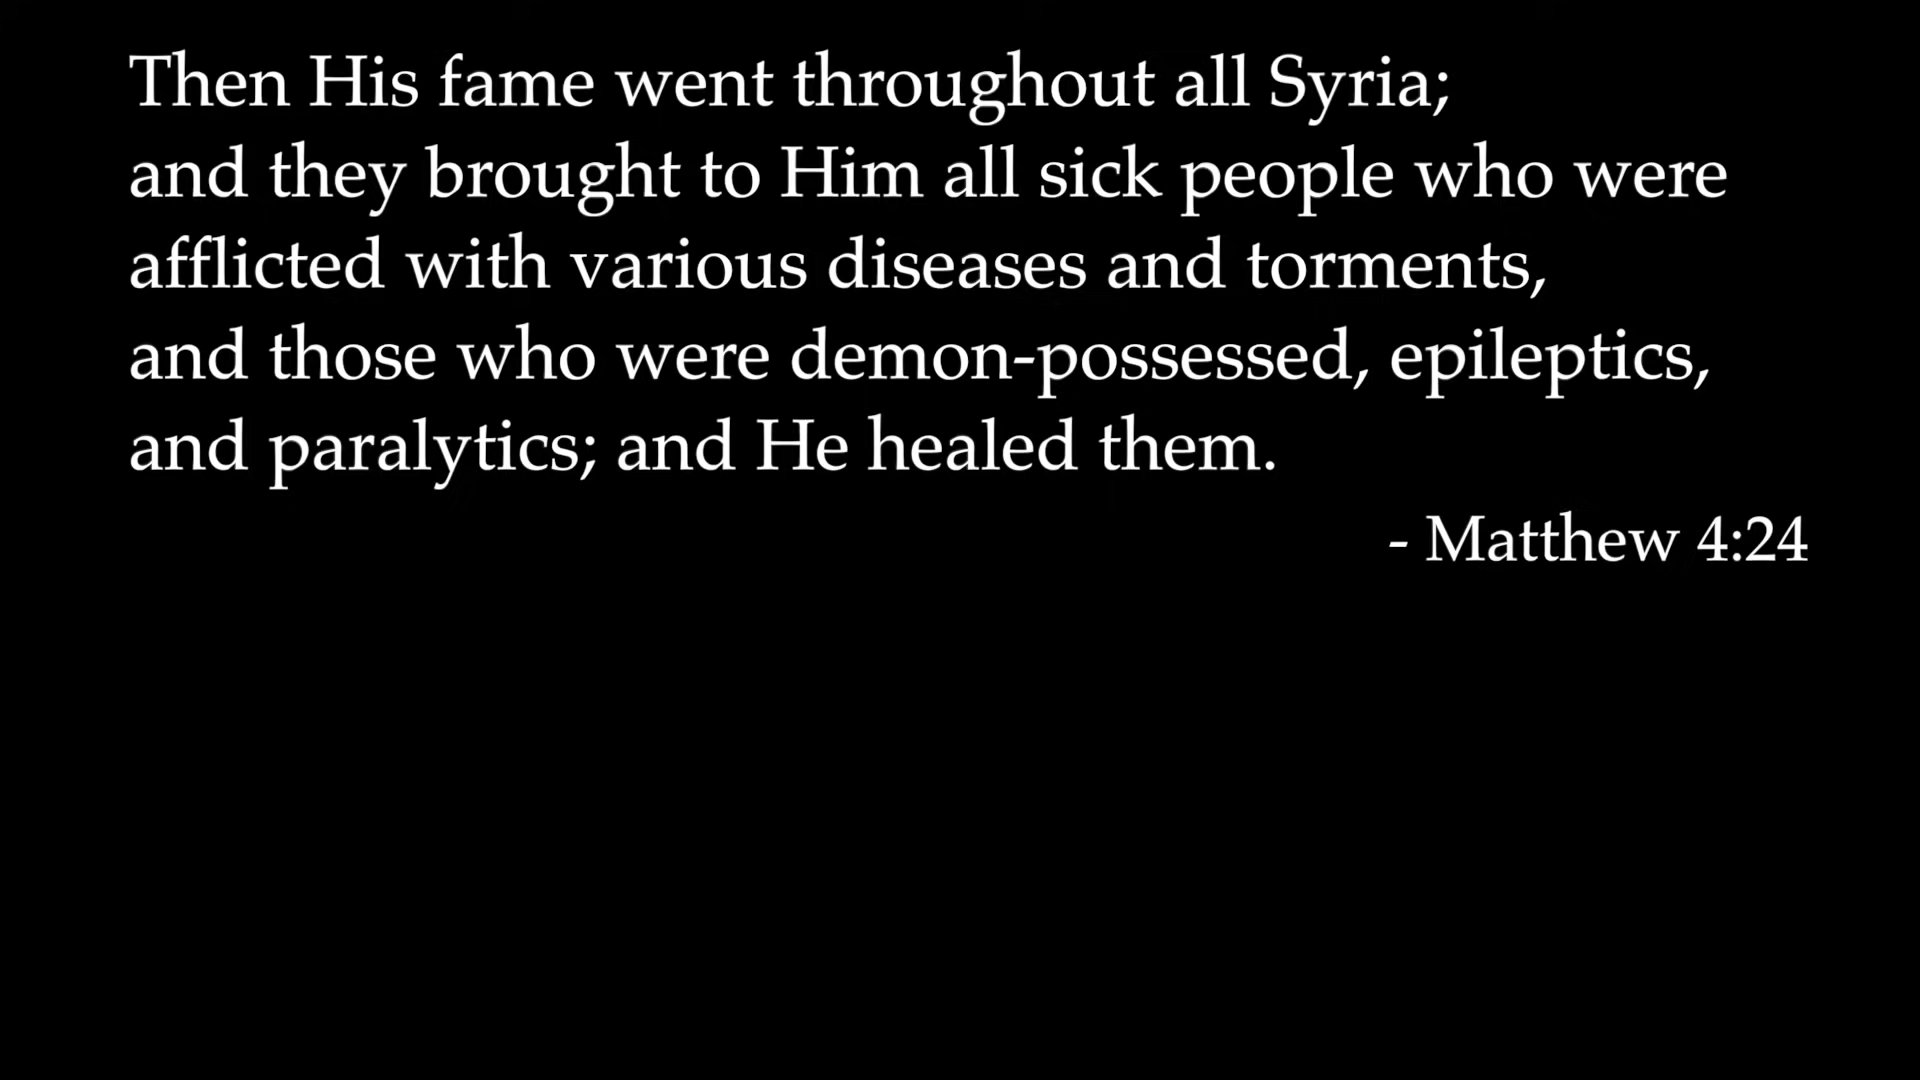 Then His fame went throughout all Syria;
and they brought to Him all sick people who were
afflicted with various diseases and torments,
and those who were demon-possessed, epileptics,
and paralytics; and He healed them.
- Matthew 4:24